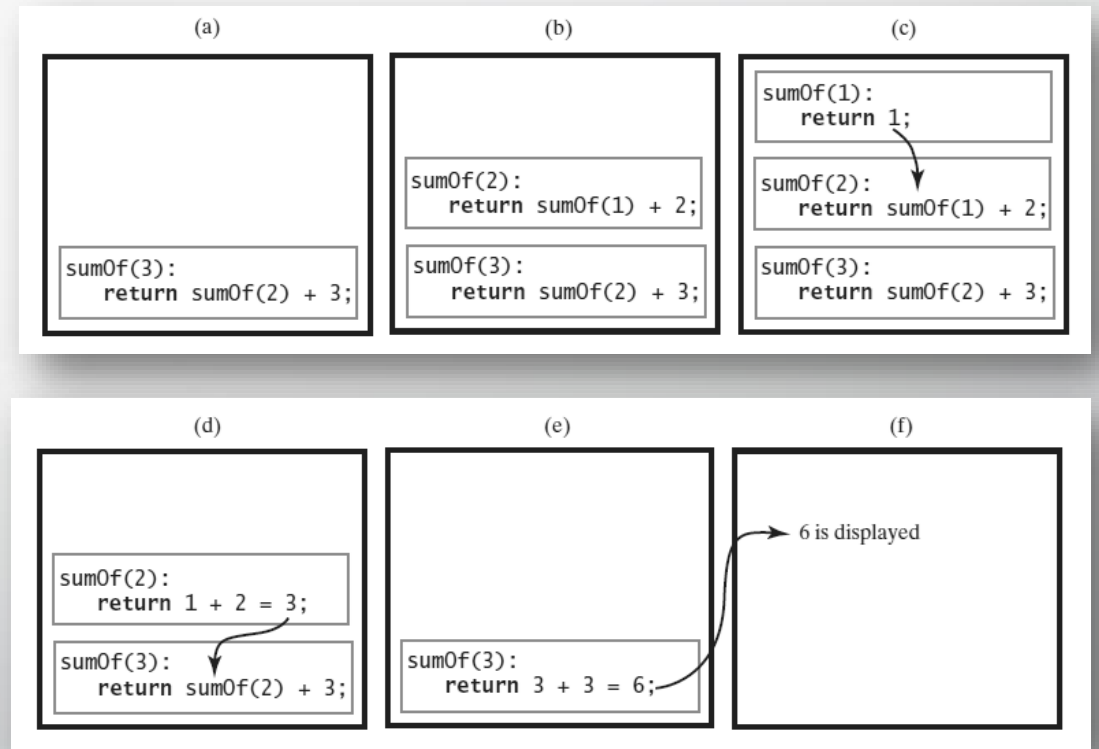 (a)
(b)
(c)
sumOf(3):
return sumOf(2) + 3;
sumOf(2):
return sumOf(1) + 2;
sumOf(3):
return sumOf(2) + 3;
sumOf(1):
return 1;
sumOf(2):
return sumOf(1) + 2;
sumOf(3):
return sumOf(2) + 3;
(d)
(e)
(f)
sumOf(2):
return 1 + 2 = 3;
sumOf(3):
return sumOf(2) + 3;
sumOf(3):
return 3 + 3 = 6;
6 is displayed